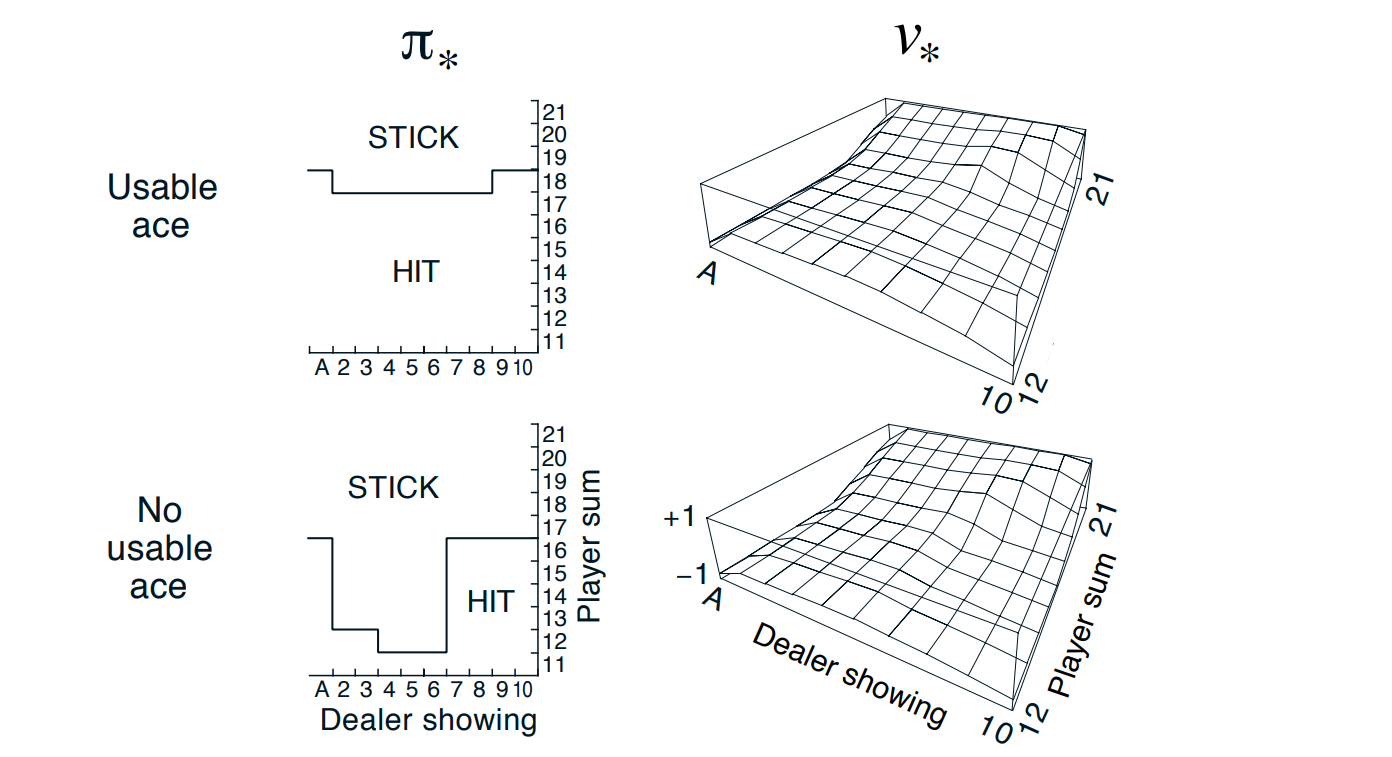 π*
v*
Usable
ace
STICK
HIT
21
20
19
18
17
16
15
14
13
12
11
A 2 3 4 5 6 7 8 9 10
A
10
12
21
No
usable
ace
STICK
HIT
21
20
19
18
17
16
15
14
13
12
11
Player sum
A 2 3 4 5 6 7 8 9 10
Dealer showing
+1
−1
A
Dealer showing
10
12
Player sum
21